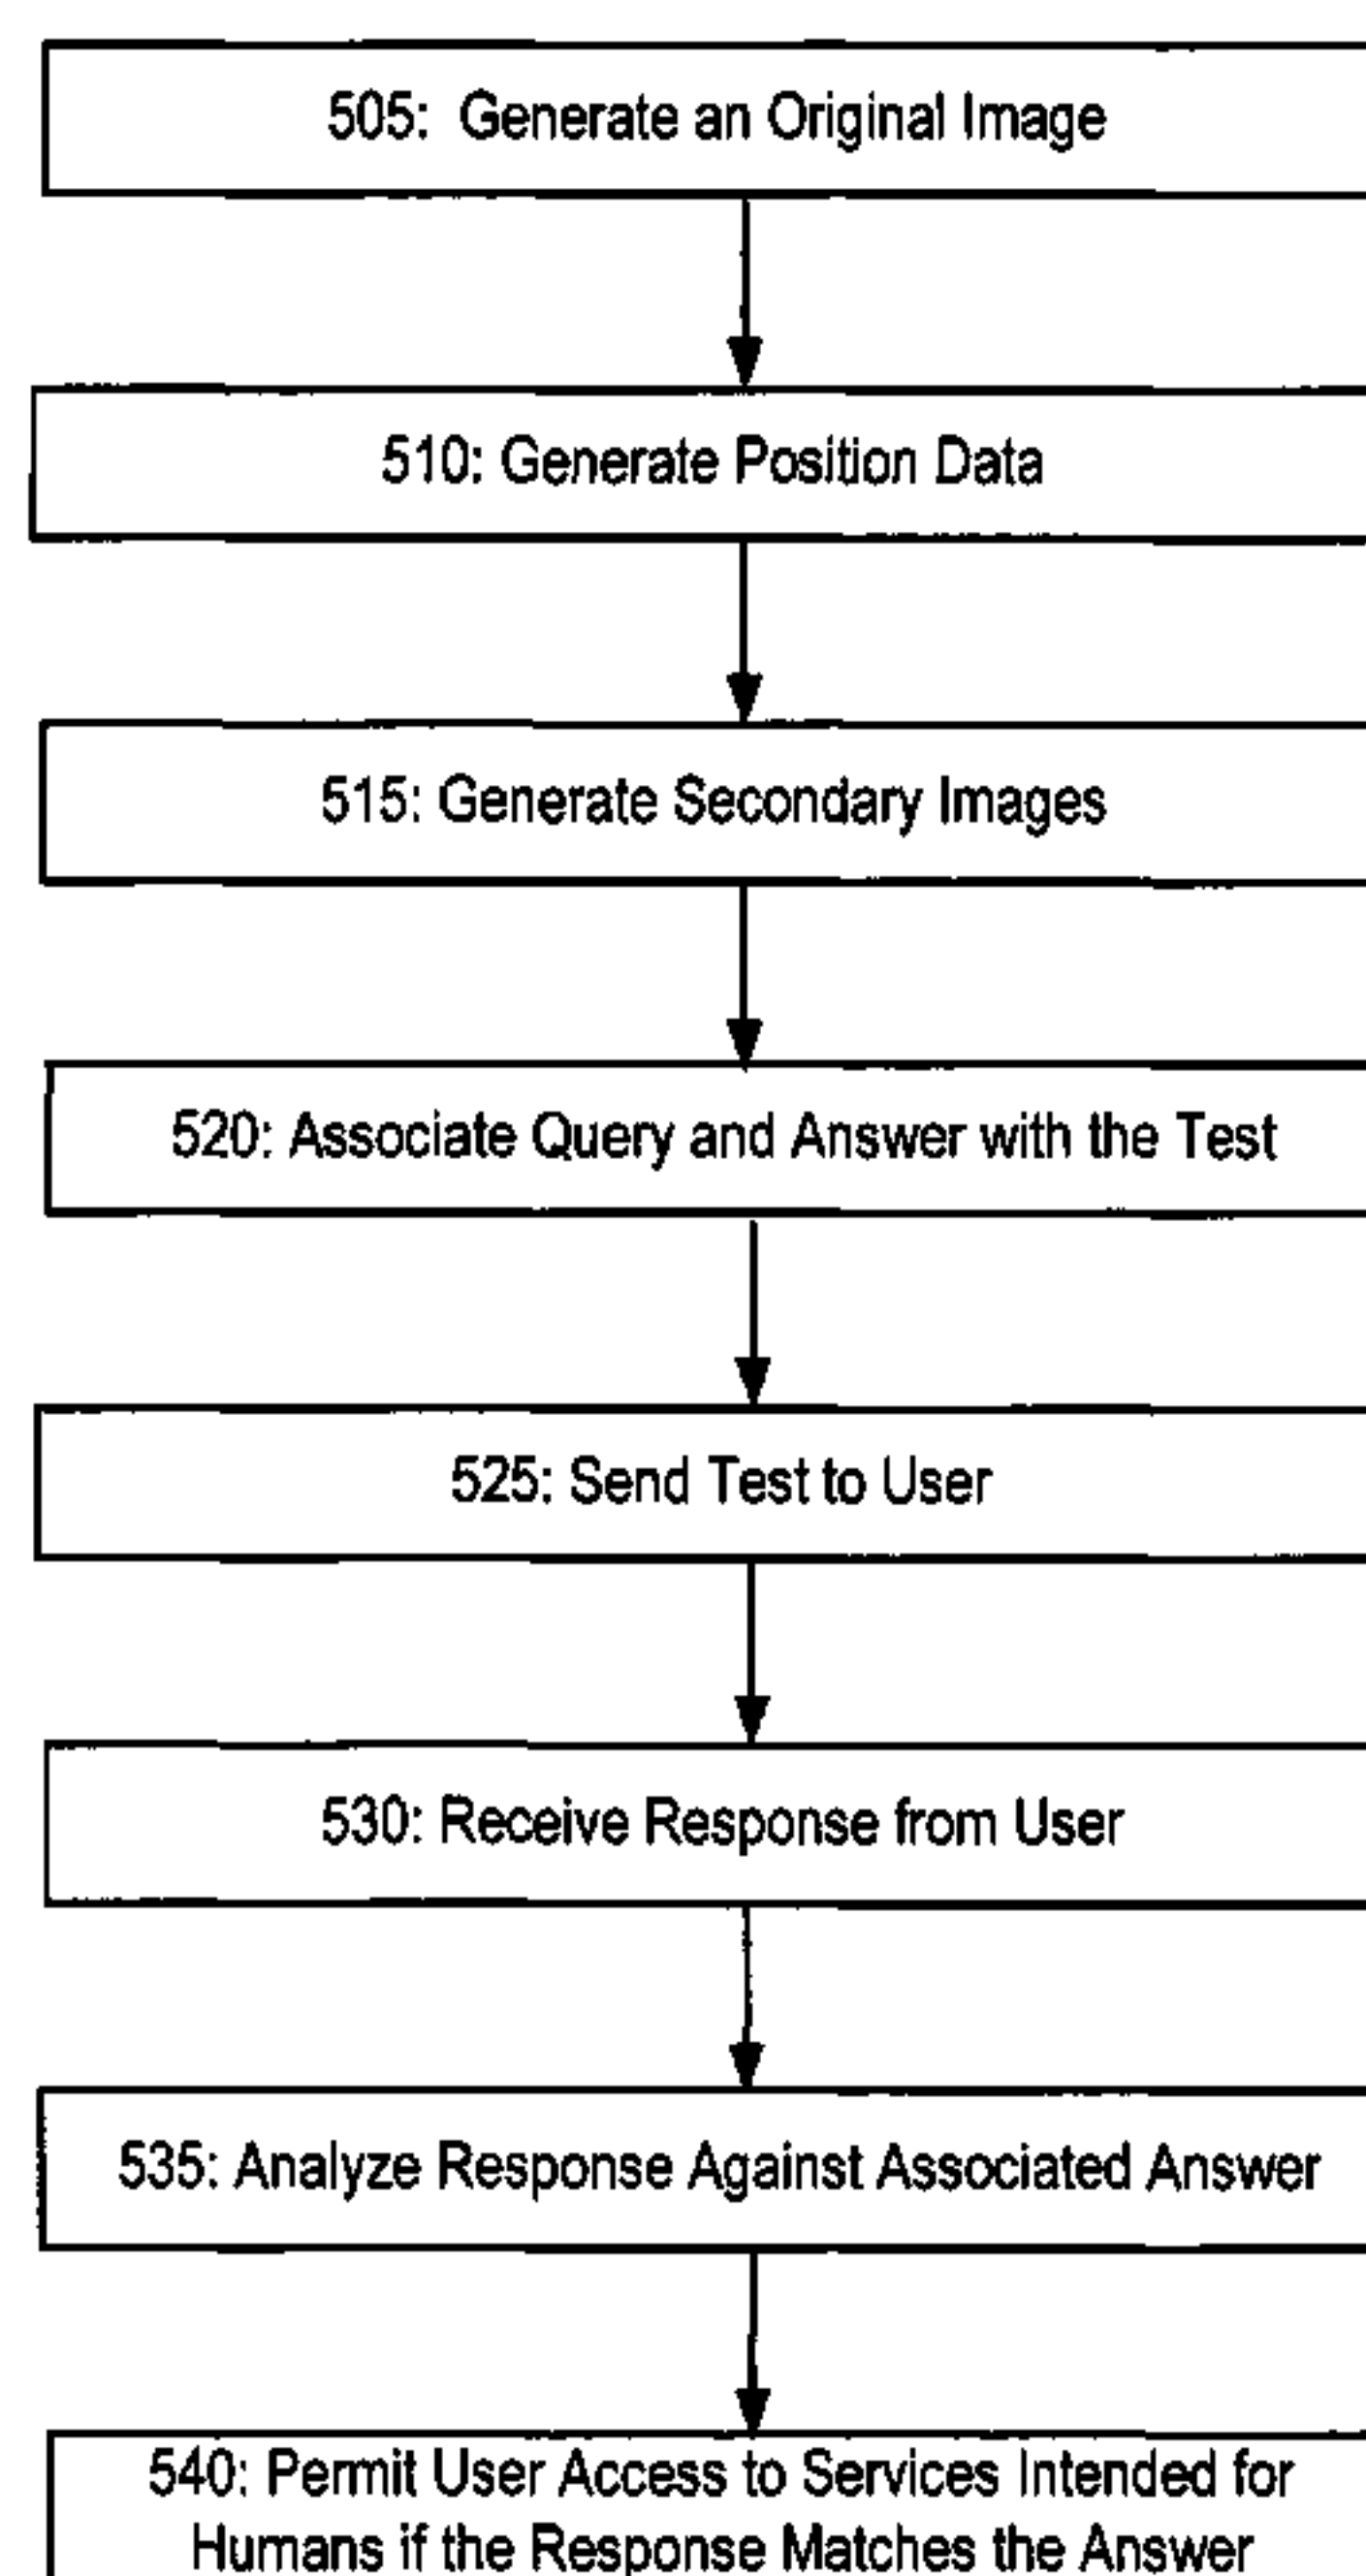 505: Generate an Original Image
510: Generate Position Data
515: Generate Secondary Images
520: Associate Query and Answer with the Test
525: Send Test to User
530: Receive Response from User
535: Analyze Response Against Associated Answer
540: Permit User Access to Services Intended for
Humans if the Response Matches the Answer